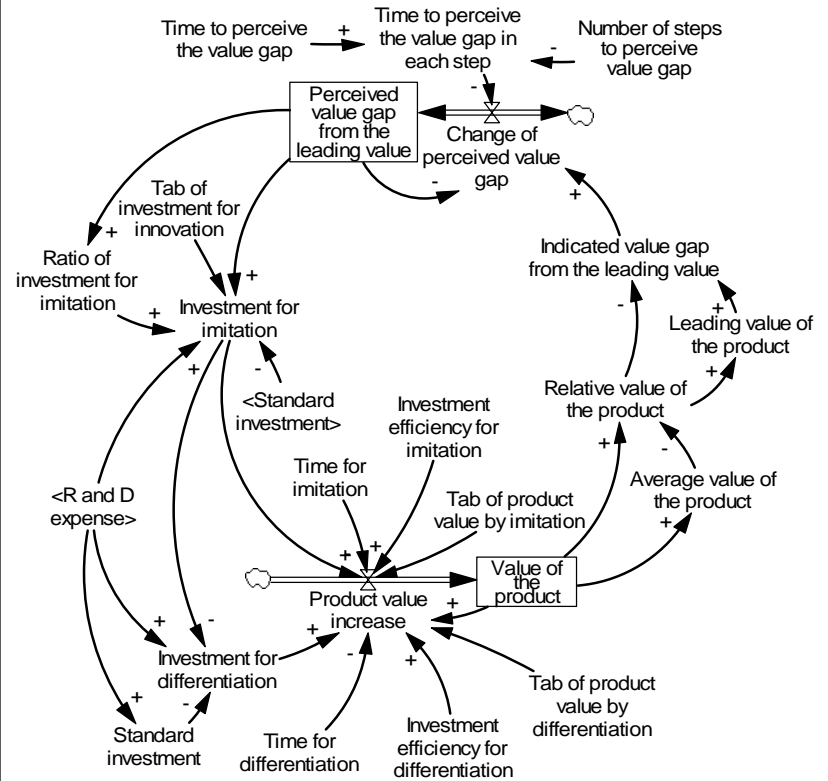 Time to perceive
the value gap
+
Time to perceive
the value gap in
each step
-
Number of steps
to perceive
value gap
-
Perceived
value gap
from the
leading value
Change of
perceived value
gap
-
+
Tab of
investment for
innovation
+
Ratio of
investment for
imitation
+
+
Investment for
imitation
Indicated value gap
from the leading value
-
+
Leading value of
the product
+
+
-
<Standard
investment>
Investment
efficiency for
imitation
Relative value of
the product
+
-
Time for
imitation
<R and D
expense>
Tab of product
value by imitation
Average value of
the product
+
+
+
Value of
the
product
Product value
increase
+
+
-
Investment for
differentiation
+
-
+
+
-
Standard
investment
Time for
differentiation
Investment
efficiency for
differentiation
Tab of product
value by
differentiation